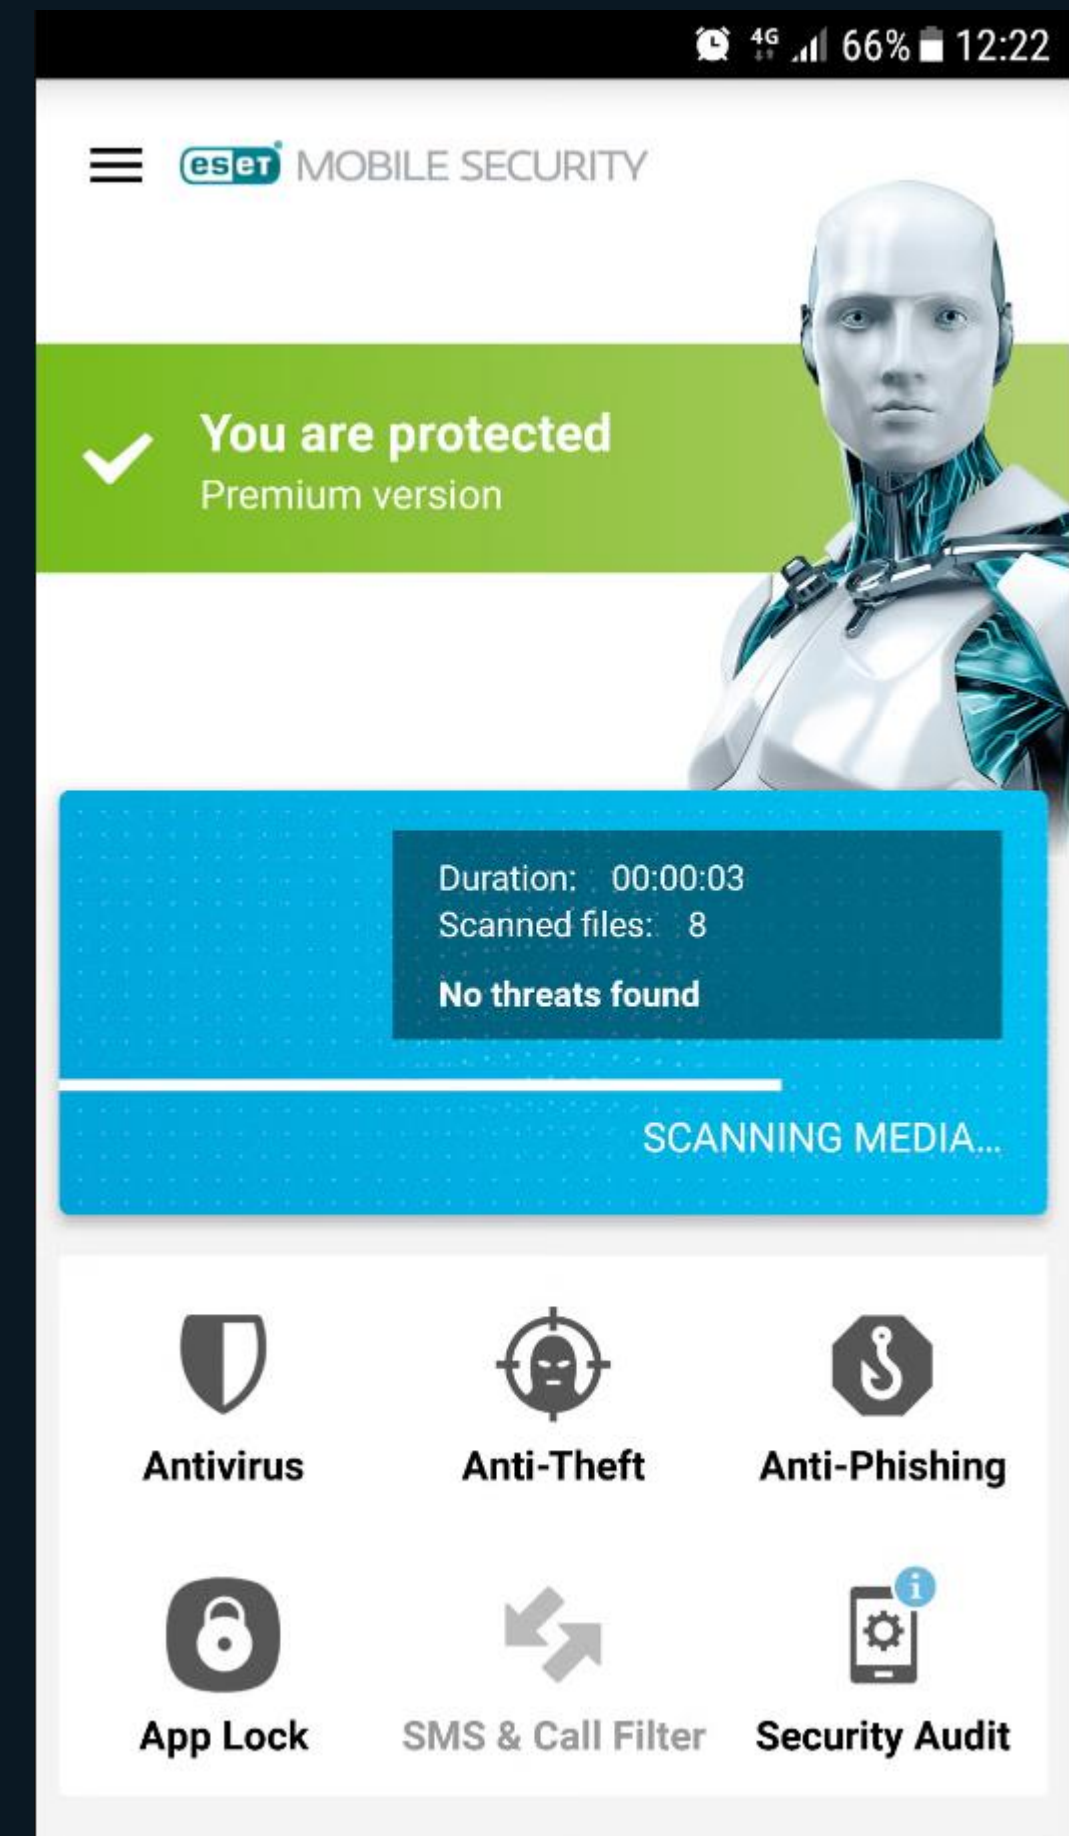 4G 66% 12:22
eset MOBILE SECURITY
You are protected
Premium version
Duration: 00:00:03
Scanned files: 8
No threats found
SCANNING MEDIA...
Antivirus Anti-Theft Anti-Phishing
i
App Lock SMS & Call Filter Security Audit